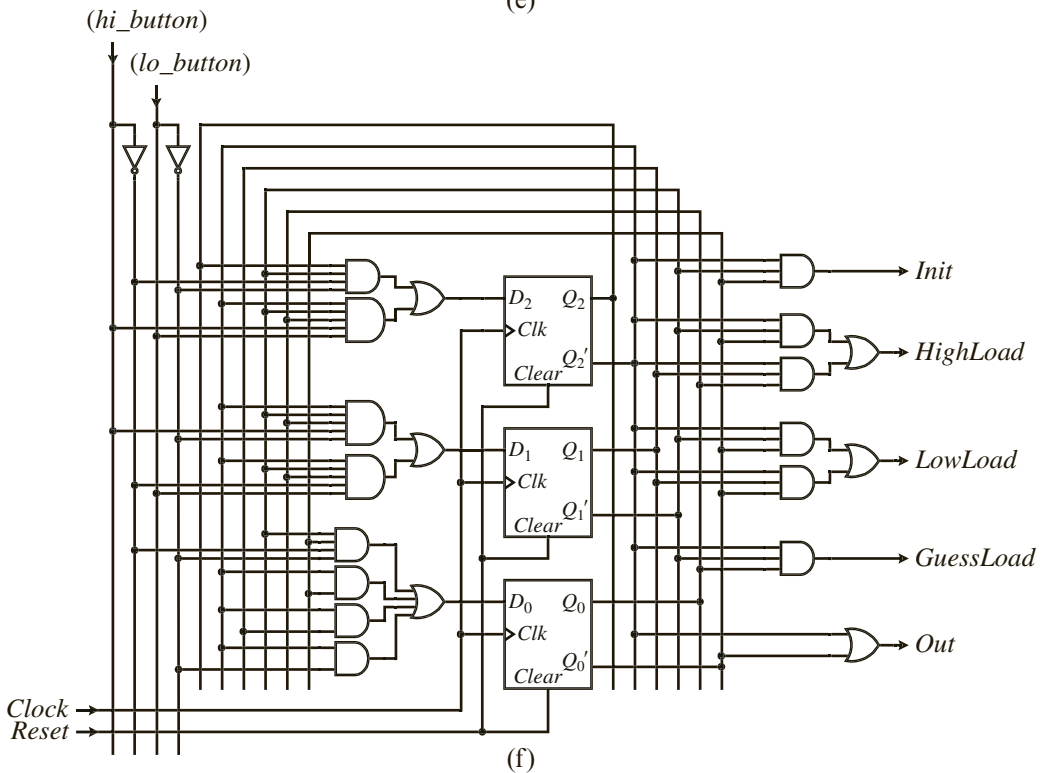 (e)
(hi_button)
(lo_button)
D2 Q2
Clk
Q2′
Clear
D1 Q1
Clk
Q1′
Clear
D0 Q0
Clk
Q0′
Clear
Init
HighLoad
LowLoad
GuessLoad
Out
Clock
Reset
(f)